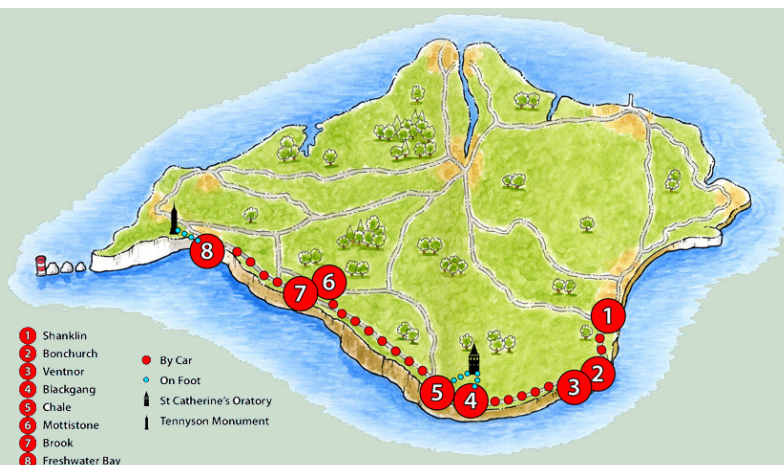 8
7
6
5
4
3
2
1
1 Shanklin
2 Bonchurch
3 Ventnor
4 Blackgang
5 Chale
6 Mottistone
7 Brook
8 Freshwater Bay
By Car
On Foot
St Catherine's Oratory
Tennyson Monument